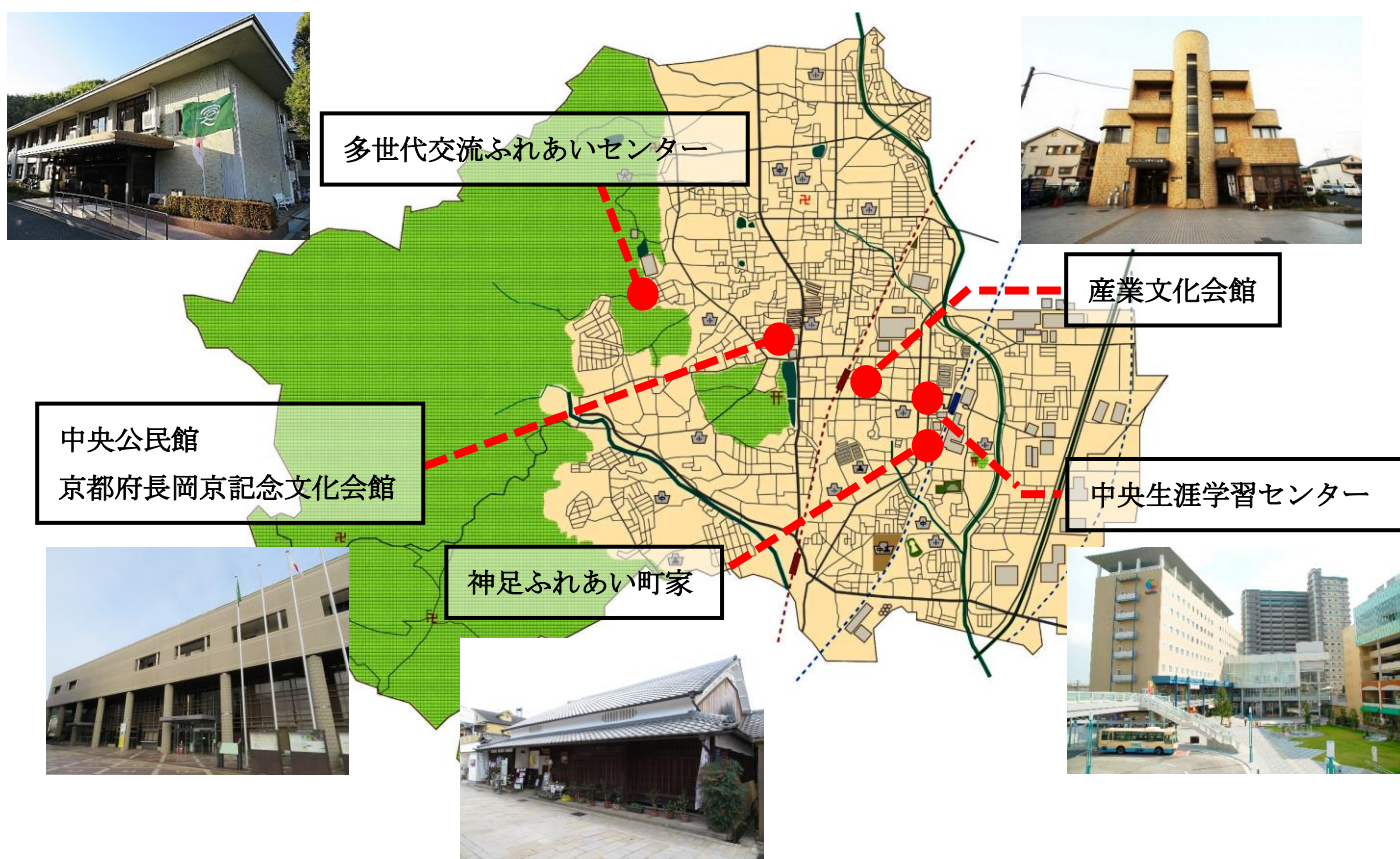 多世代交流ふれあいセンター
産業文化会館
中央公民館
京都府長岡京記念文化会館
中央生涯学習センター
神足ふれあい町家